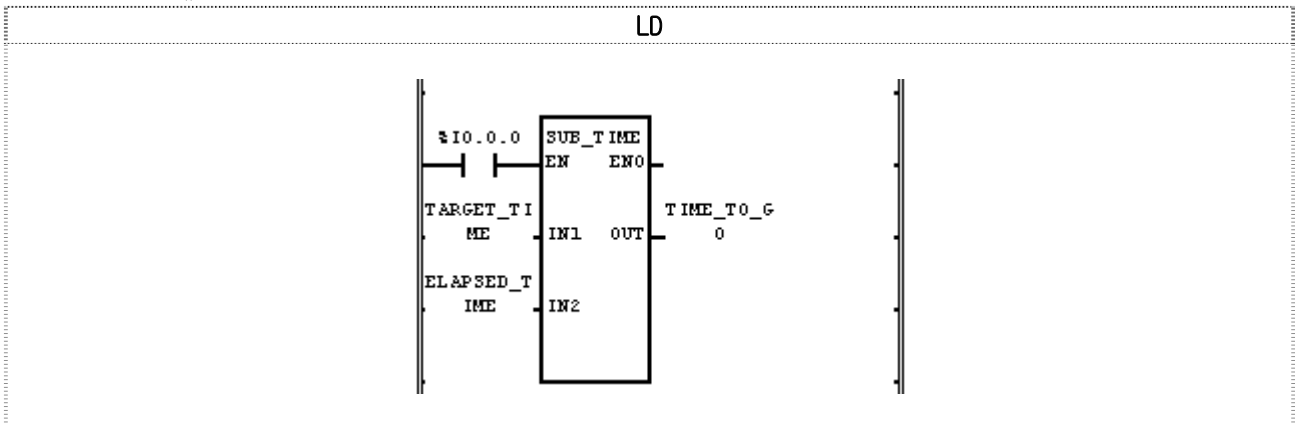 LD
%I0.0.0
SUB_TIME
EN ENO
TARGET_TI
ME
IN1 OUT
TIME_TO_G
O
ELAPSED_T
IME
IN2